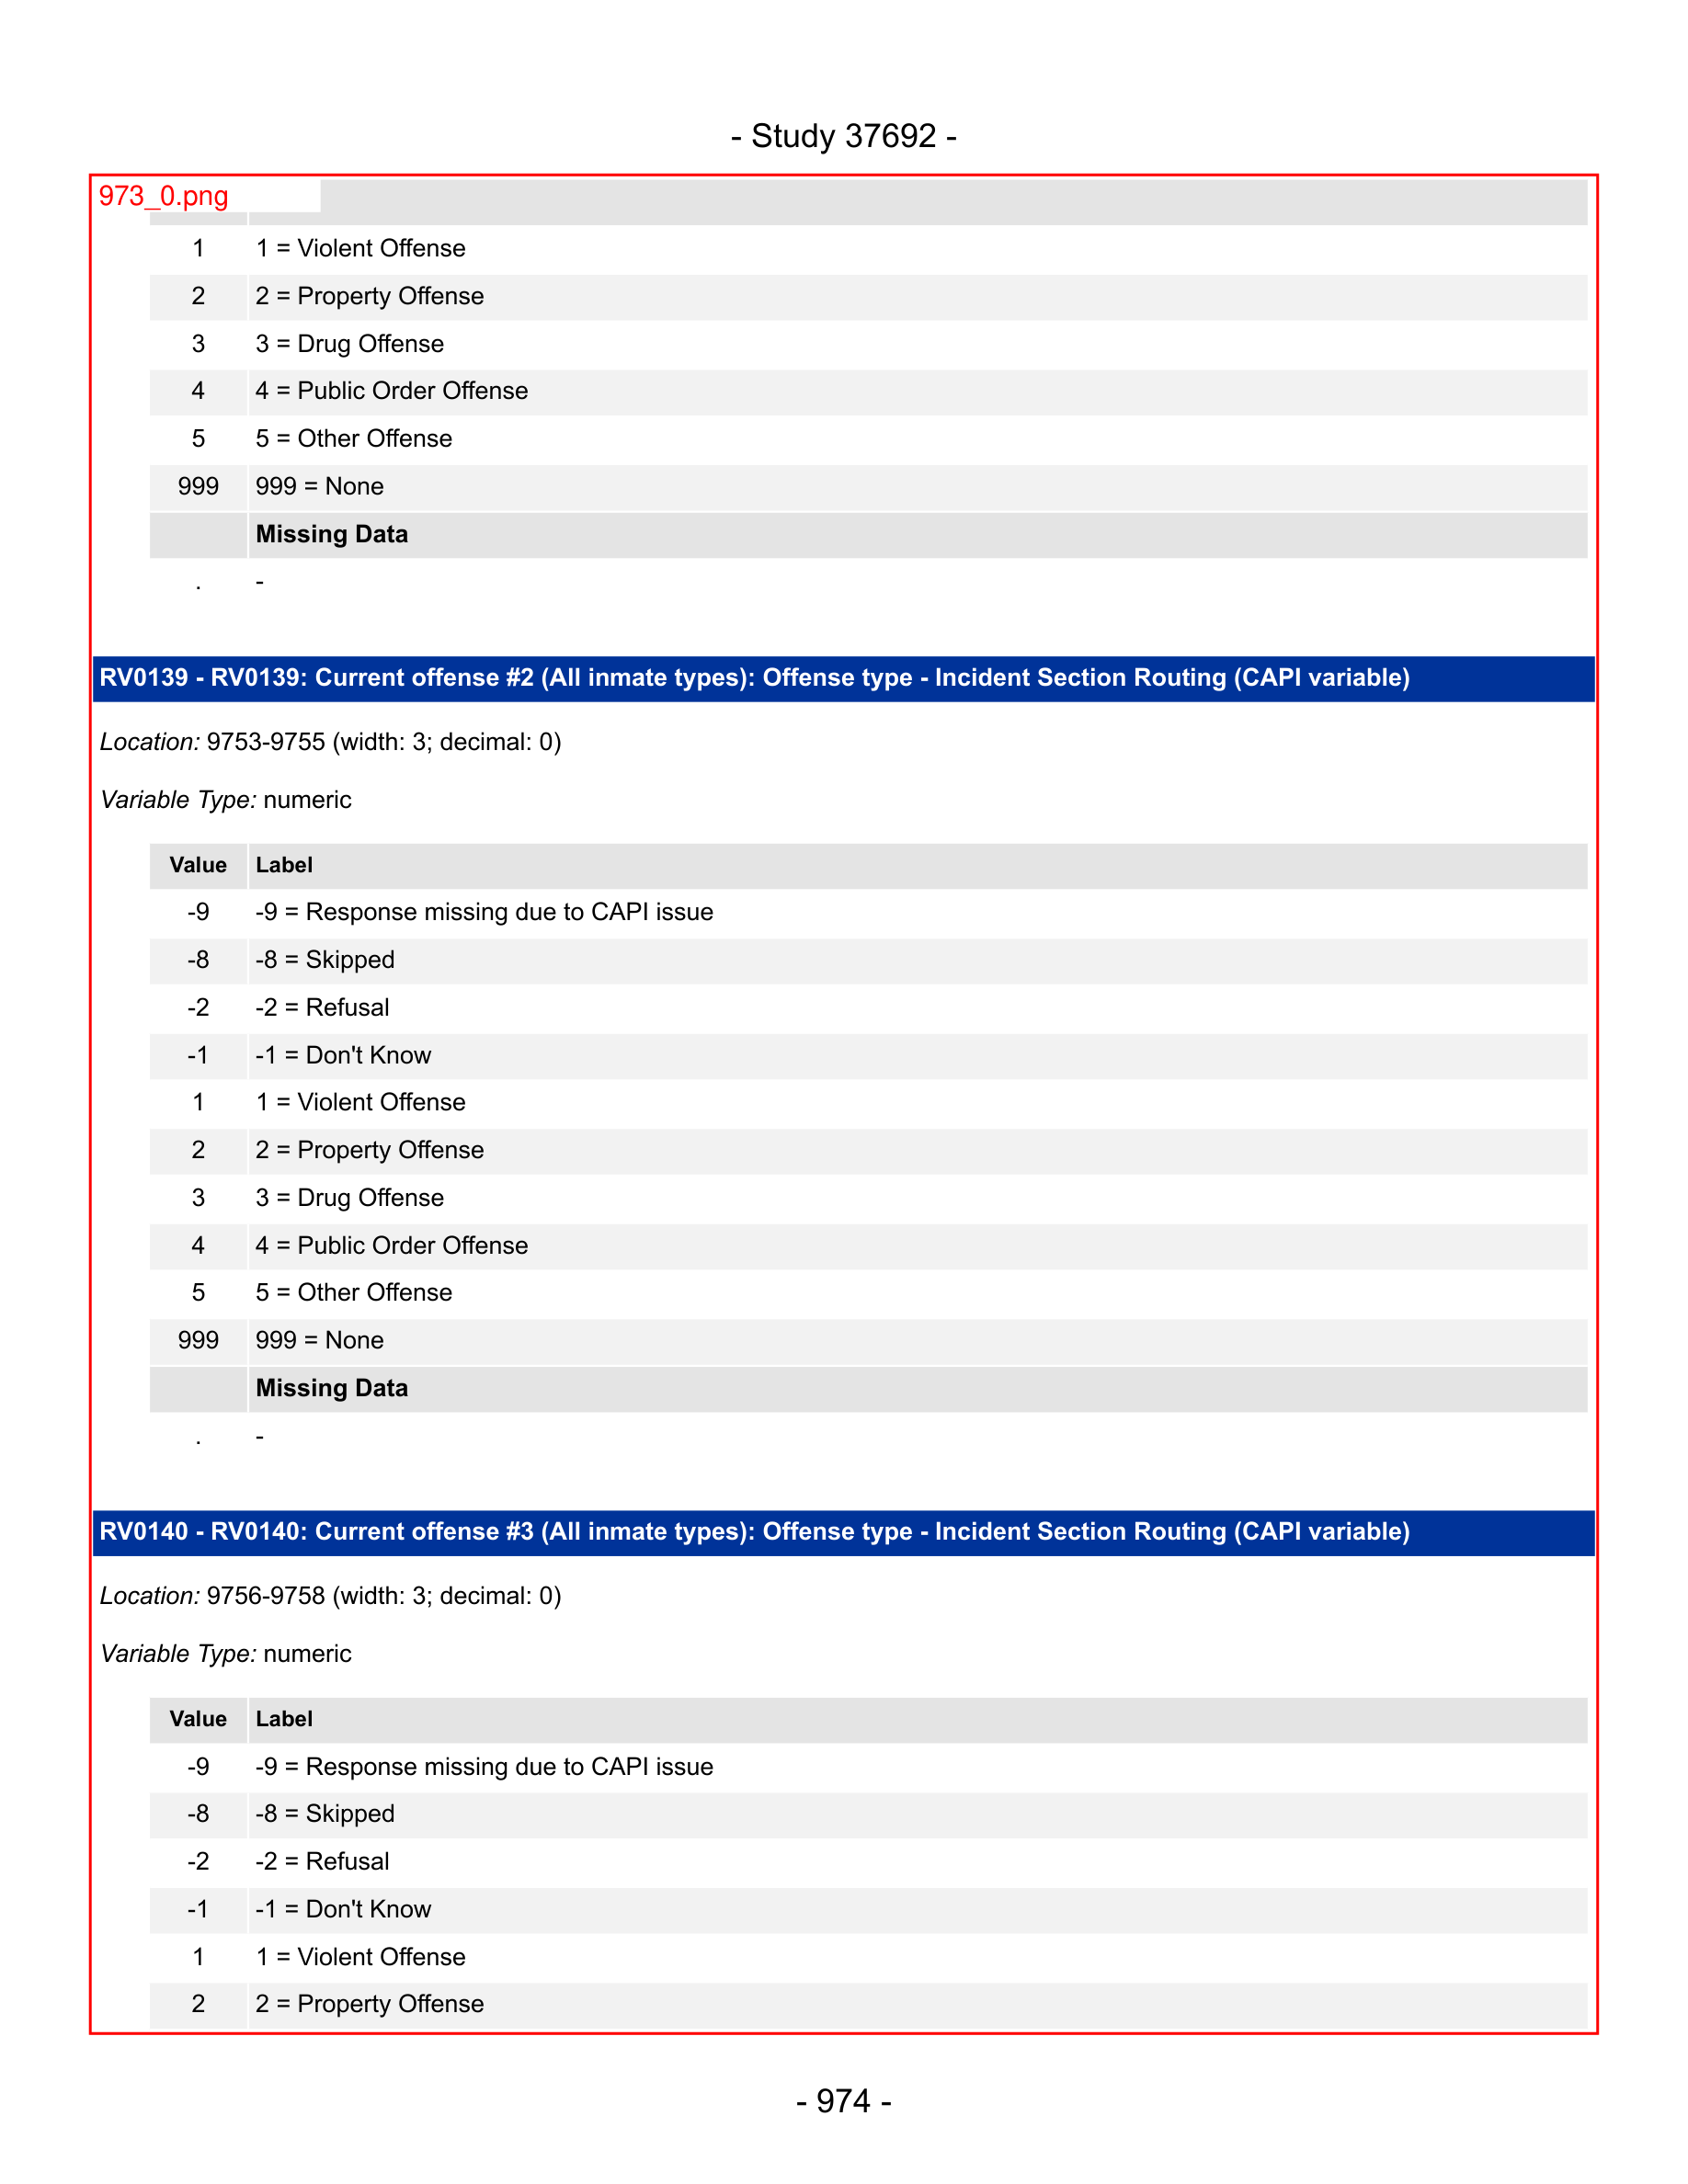 - Study 37692 -
973_0.png
1 1 = Violent Offense
2 2 = Property Offense
3 3 = Drug Offense
4 4 = Public Order Offense
5 5 = Other Offense
999 999 = None
Missing Data
. -
RV0139 - RV0139: Current offense #2 (All inmate types): Offense type - Incident Section Routing (CAPI variable)
Location: 9753-9755 (width: 3; decimal: 0)
Variable Type: numeric
Value Label
-9 -9 = Response missing due to CAPI issue
-8 -8 = Skipped
-2 -2 = Refusal
-1 -1 = Don't Know
1 1 = Violent Offense
2 2 = Property Offense
3 3 = Drug Offense
4 4 = Public Order Offense
5 5 = Other Offense
999 999 = None
Missing Data
. -
RV0140 - RV0140: Current offense #3 (All inmate types): Offense type - Incident Section Routing (CAPI variable)
Location: 9756-9758 (width: 3; decimal: 0)
Variable Type: numeric
Value Label
-9 -9 = Response missing due to CAPI issue
-8 -8 = Skipped
-2 -2 = Refusal
-1 -1 = Don't Know
1 1 = Violent Offense
2 2 = Property Offense
- 974 -